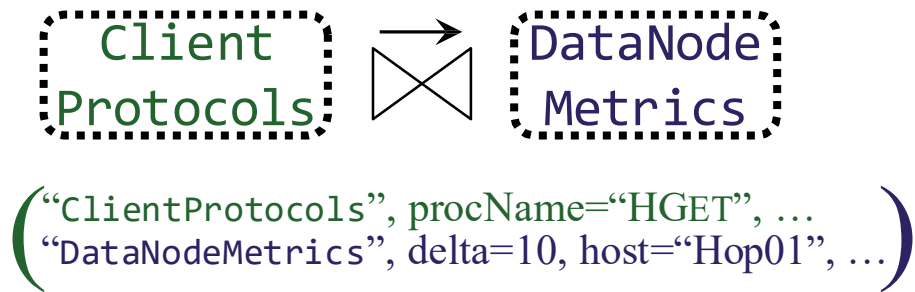 Client
Protocols
DataNode
Metrics
(“ClientProtocols”, procName=“HGET”, …
“DataNodeMetrics”, delta=10, host=“Hop01”, …)